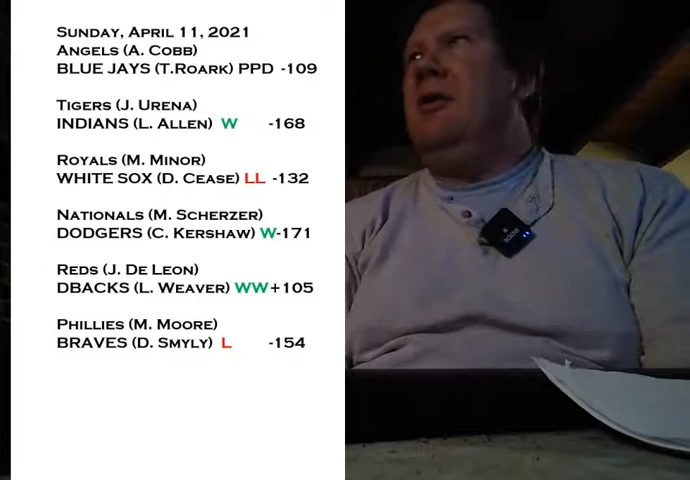 Sunday, April 11, 2021
Angels (A. Cobb)
BLUE JAYS (T.Roark) PPD -109
Tigers (J. Urena)
INDIANS (L. Allen) W -168
Royals (M. Minor)
WHITE SOX (D. Cease) LL -132
Nationals (M. Scherzer)
DODGERS (C. Kershaw) W-171
Reds (J. De Leon)
DBACKS (L. Weaver) WW+105
Phillies (M. Moore)
BRAVES (D. Smyly) L -154
RODE